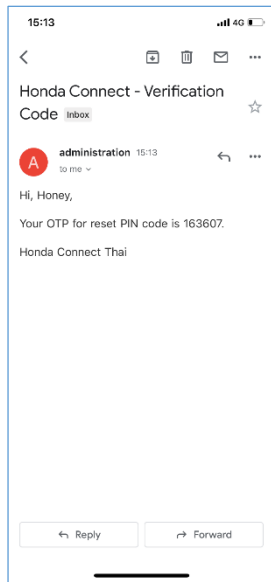 15:13
4G
Honda Connect - Verification
Code Inbox
A
administration 15:13
to me
Hi, Honey,
Your OTP for reset PIN code is 163607.
Honda Connect Thai
Reply
Forward